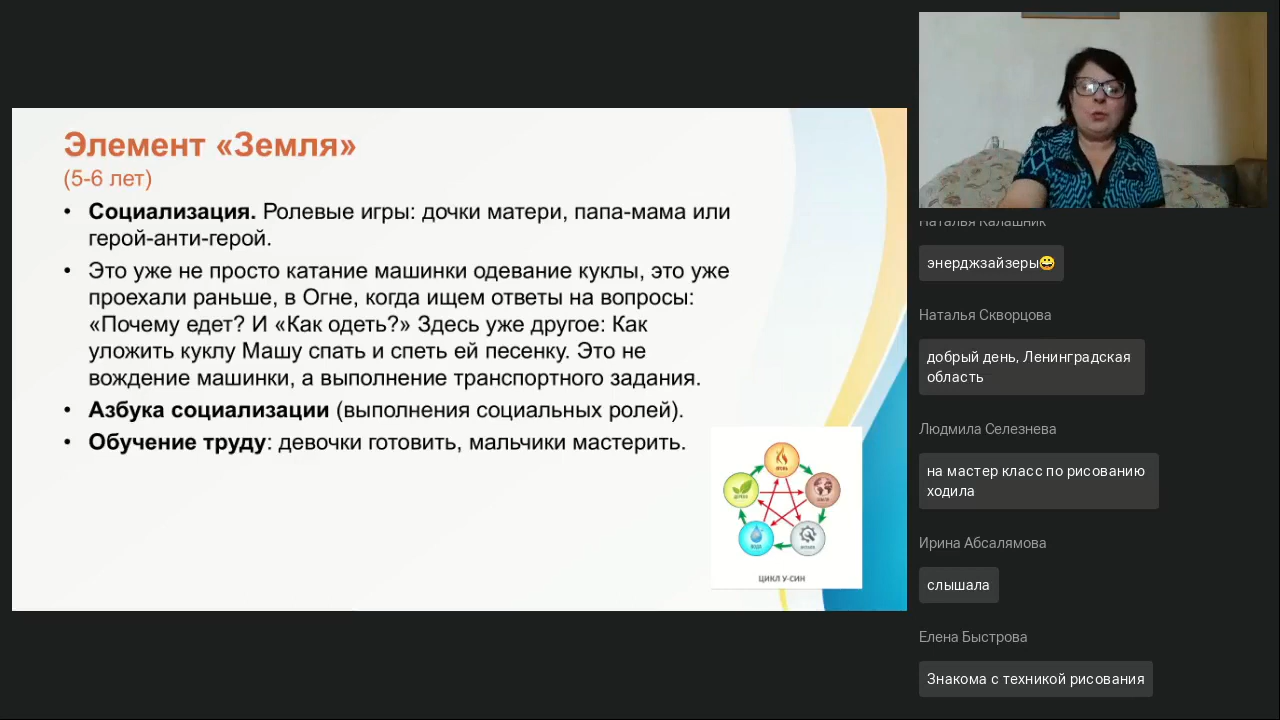 Элемент «Земля»
(5-6 лет)
• Социализация. Ролевые игры: дочки матери, папа-мама или
герой-анти-герой.
• Это уже не просто катание машинки одевание куклы, это уже
проехали раньше, в Огне, когда ищем ответы на вопросы:
«Почему едет? И «Как одеть?» Здесь уже другое: Как
уложить куклу Машу спать и спеть ей песенку. Это не
вождение машинки, а выполнение транспортного задания.
• Азбука социализации (выполнения социальных ролей).
• Обучение труду: девочки готовить, мальчики мастерить.
ОГОНЬ
ЗЕМЛЯ
ВОДА
ЦИКЛ У-СИН
Наталья Калашник
энерджзайзеры😀
Наталья Скворцова
добрый день, Ленинградская
область
Людмила Селезнева
на мастер класс по рисованию
ходила
Ирина Абсалямова
слышала
Елена Быстрова
Знакома с техникой рисования